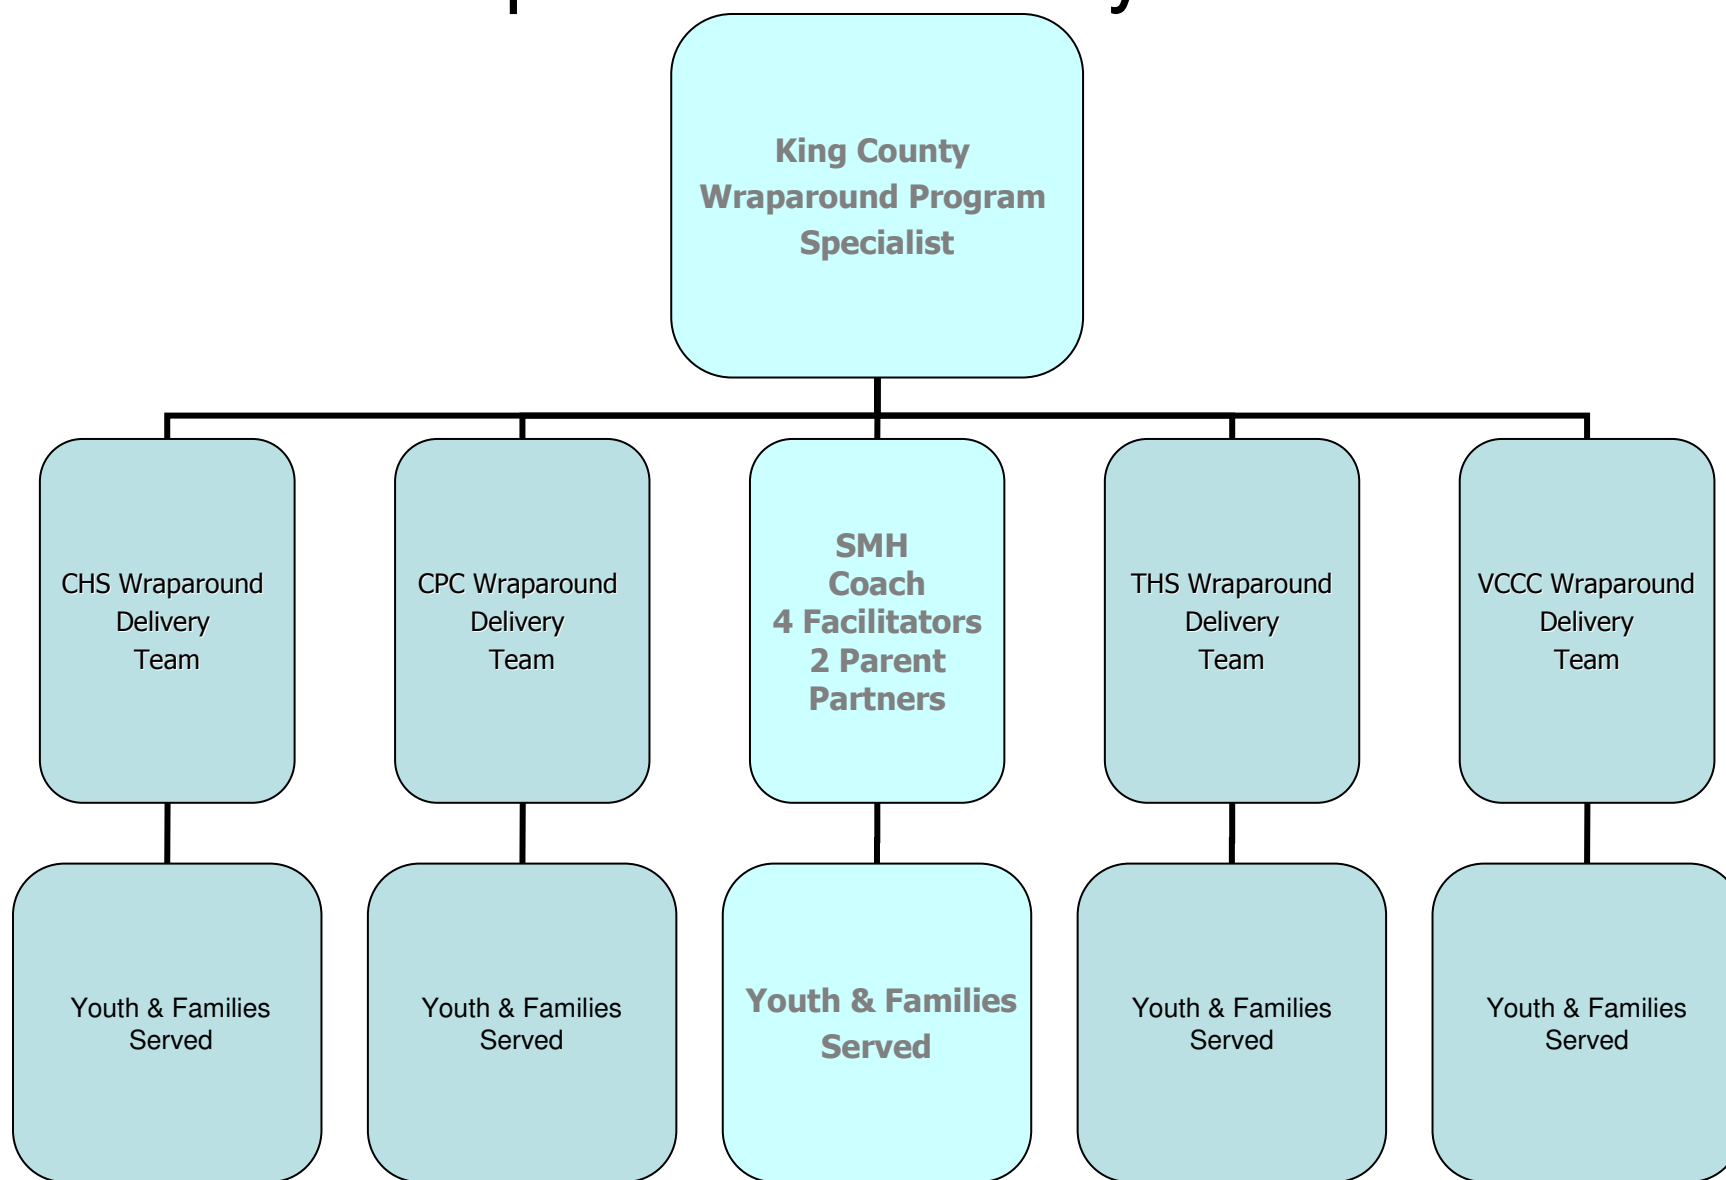 King County
Wraparound Program
Specialist
CHS Wraparound
Delivery
Team
CPC Wraparound
Delivery
Team
SMH
Coach
4 Facilitators
2 Parent
Partners
THS Wraparound
Delivery
Team
VCCC Wraparound
Delivery
Team
Youth & Families
Served
Youth & Families
Served
Youth & Families
Served
Youth & Families
Served
Youth & Families
Served